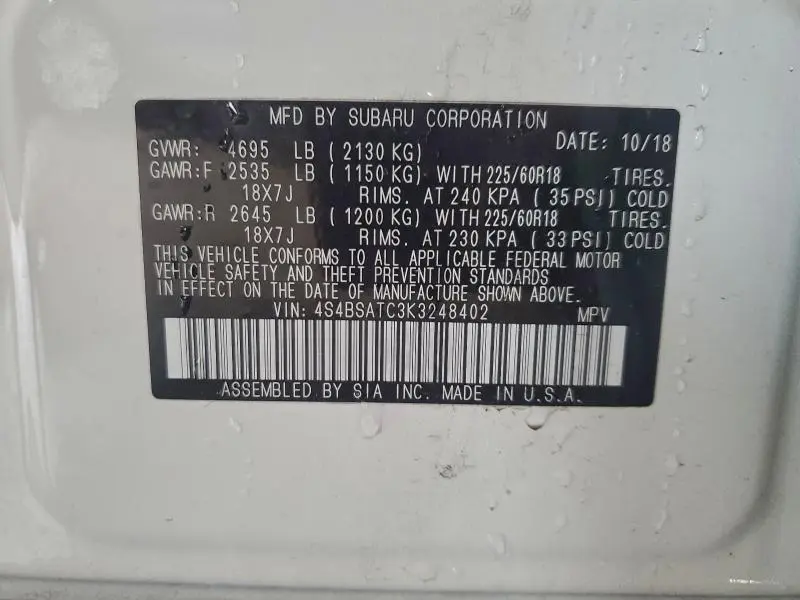 MFD BY SUBARU CORPORATION
DATE: 10/18
GVWR: 4695 LB ( 2130 KG)
GAWR:F 2535 LB ( 1150 KG) WITH 225/60R18 TIRES.
18X7J RIMS. AT 240 KPA ( 35 PSI) COLD
GAWR:R 2645 LB ( 1200 KG) WITH 225/60R18 TIRES.
18X7J RIMS. AT 230 KPA ( 33 PSI) COLD
THIS VEHICLE CONFORMS TO ALL APPLICABLE FEDERAL MOTOR
VEHICLE SAFETY AND THEFT PREVENTION STANDARDS
IN EFFECT ON THE DATE OF MANUFACTURE SHOWN ABOVE.
VIN: 4S4BSATC3K3248402 MPV
ASSEMBLED BY SIA INC. MADE IN U.S.A.